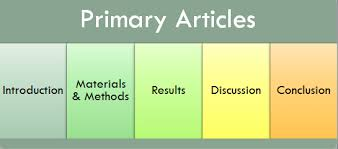 Primary Articles
Introduction
Materials
& Methods
Results
Discussion
Conclusion